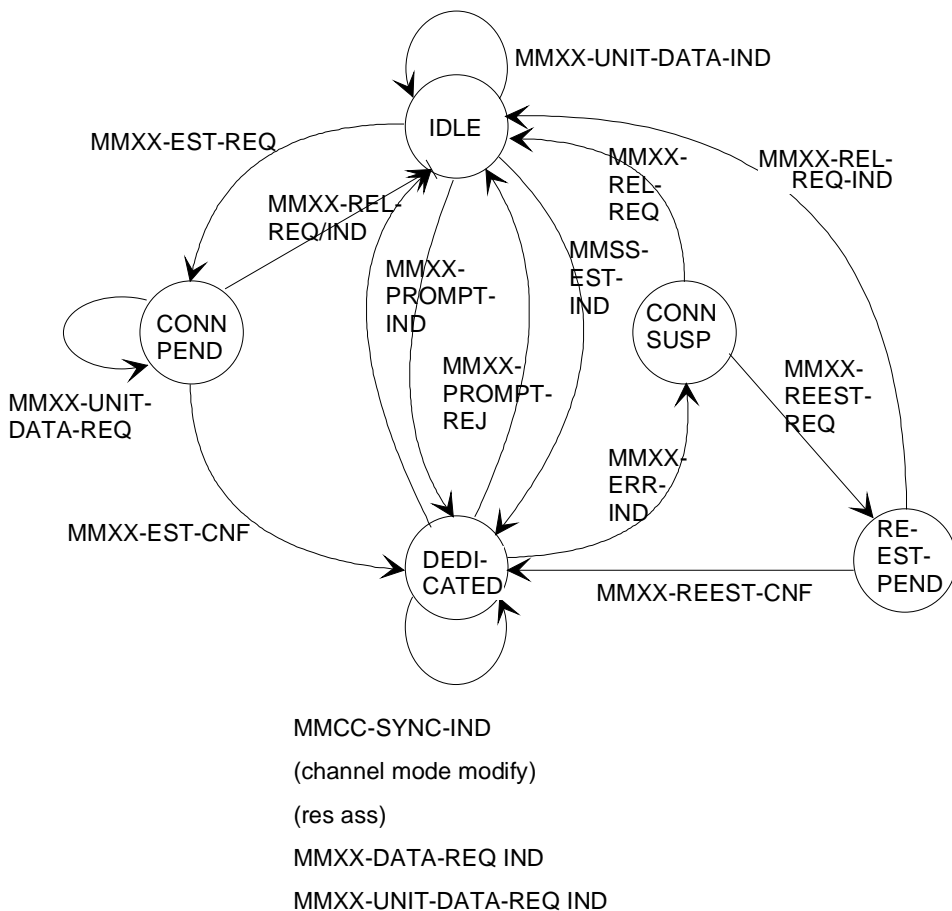 MMXX-UNIT-DATA-IND
IDLE
MMXX-EST-REQ
MMXX-
REL-
REQ
MMXX-REL-
REQ-IND
MMXX-REL-
REQ/IND
MMXX-
PROMPT-
IND
MMSS-
EST-
IND
CONN
PEND
CONN
SUSP
MMXX-
PROMPT-
REJ
MMXX-
REEST-
REQ
MMXX-UNIT-
DATA-REQ
MMXX-
ERR-
IND
MMXX-EST-CNF
DEDI-
CATED
RE-
EST-
PEND
MMXX-REEST-CNF
MMCC-SYNC-IND
(channel mode modify)
(res ass)
MMXX-DATA-REQ IND
MMXX-UNIT-DATA-REQ IND